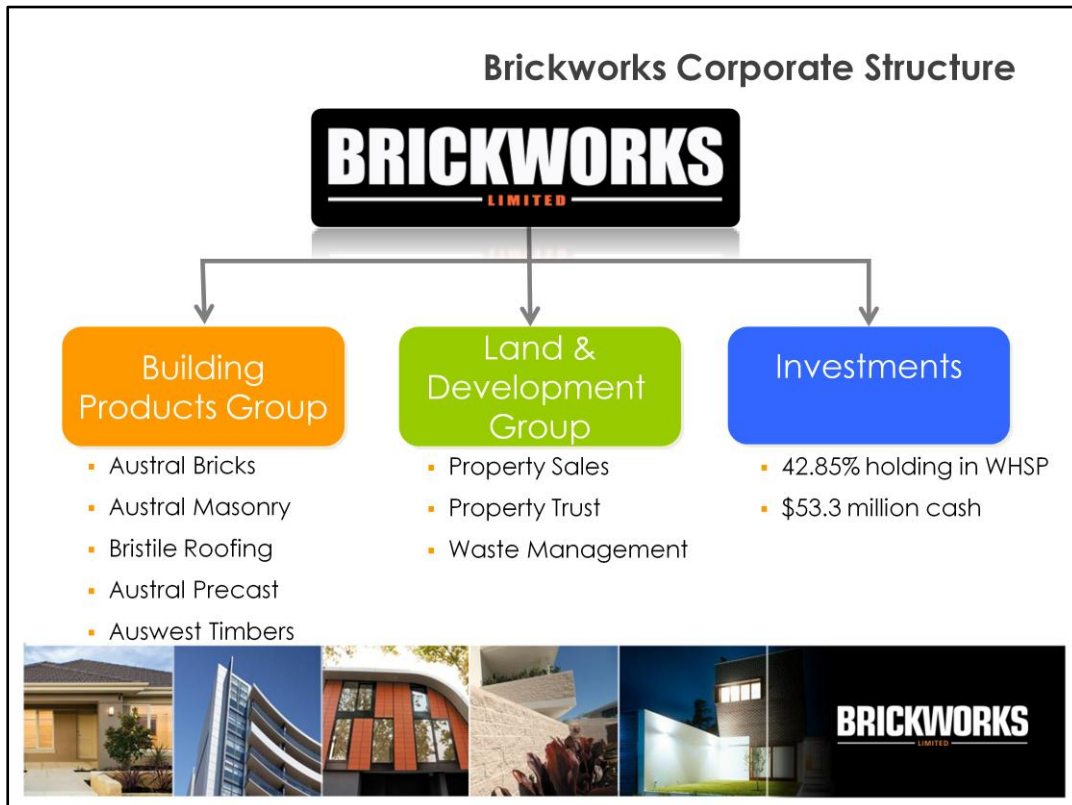 Brickworks Corporate Structure
BRICKWORKS
LIMITED
Building
Products Group
▪ Austral Bricks
▪ Austral Masonry
▪ Bristile Roofing
▪ Austral Precast
▪ Auswest Timbers
Land &
Development
Group
▪ Property Sales
▪ Property Trust
▪ Waste Management
Investments
▪ 42.85% holding in WHSP
▪ $53.3 million cash
BRICKWORKS
LIMITED